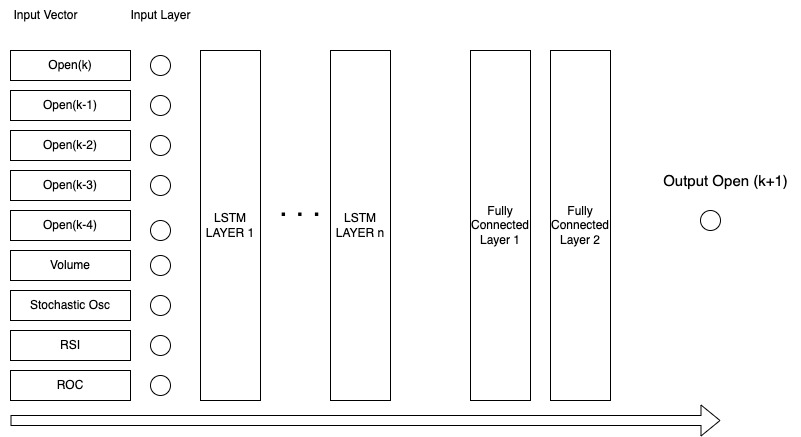 Input Vector
Input Layer
Open(k)
Open(k-1)
Open(k-2)
Open(k-3)
Open(k-4)
Volume
Stochastic Osc
RSI
ROC
LSTM
LAYER 1
. . .
LSTM
LAYER n
Fully
Connected
Layer 1
Fully
Connected
Layer 2
Output Open (k+1)